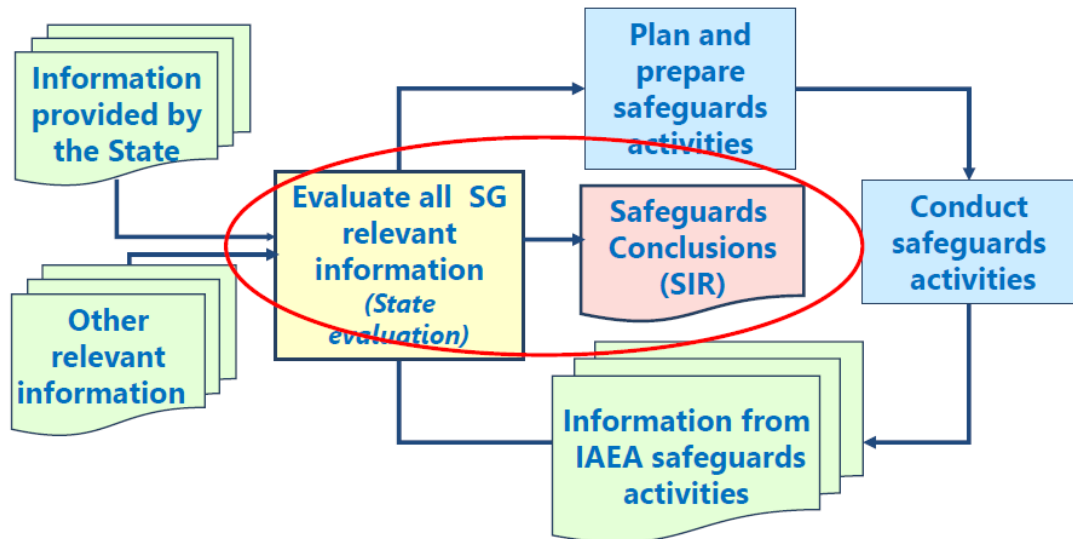 Information
provided by
the State
Other
relevant
information
Evaluate all SG
relevant
information
(State
evaluation)
Plan and
prepare
safeguards
activities
Safeguards
Conclusions
(SIR)
Conduct
safeguards
activities
Information from
IAEA safeguards
activities